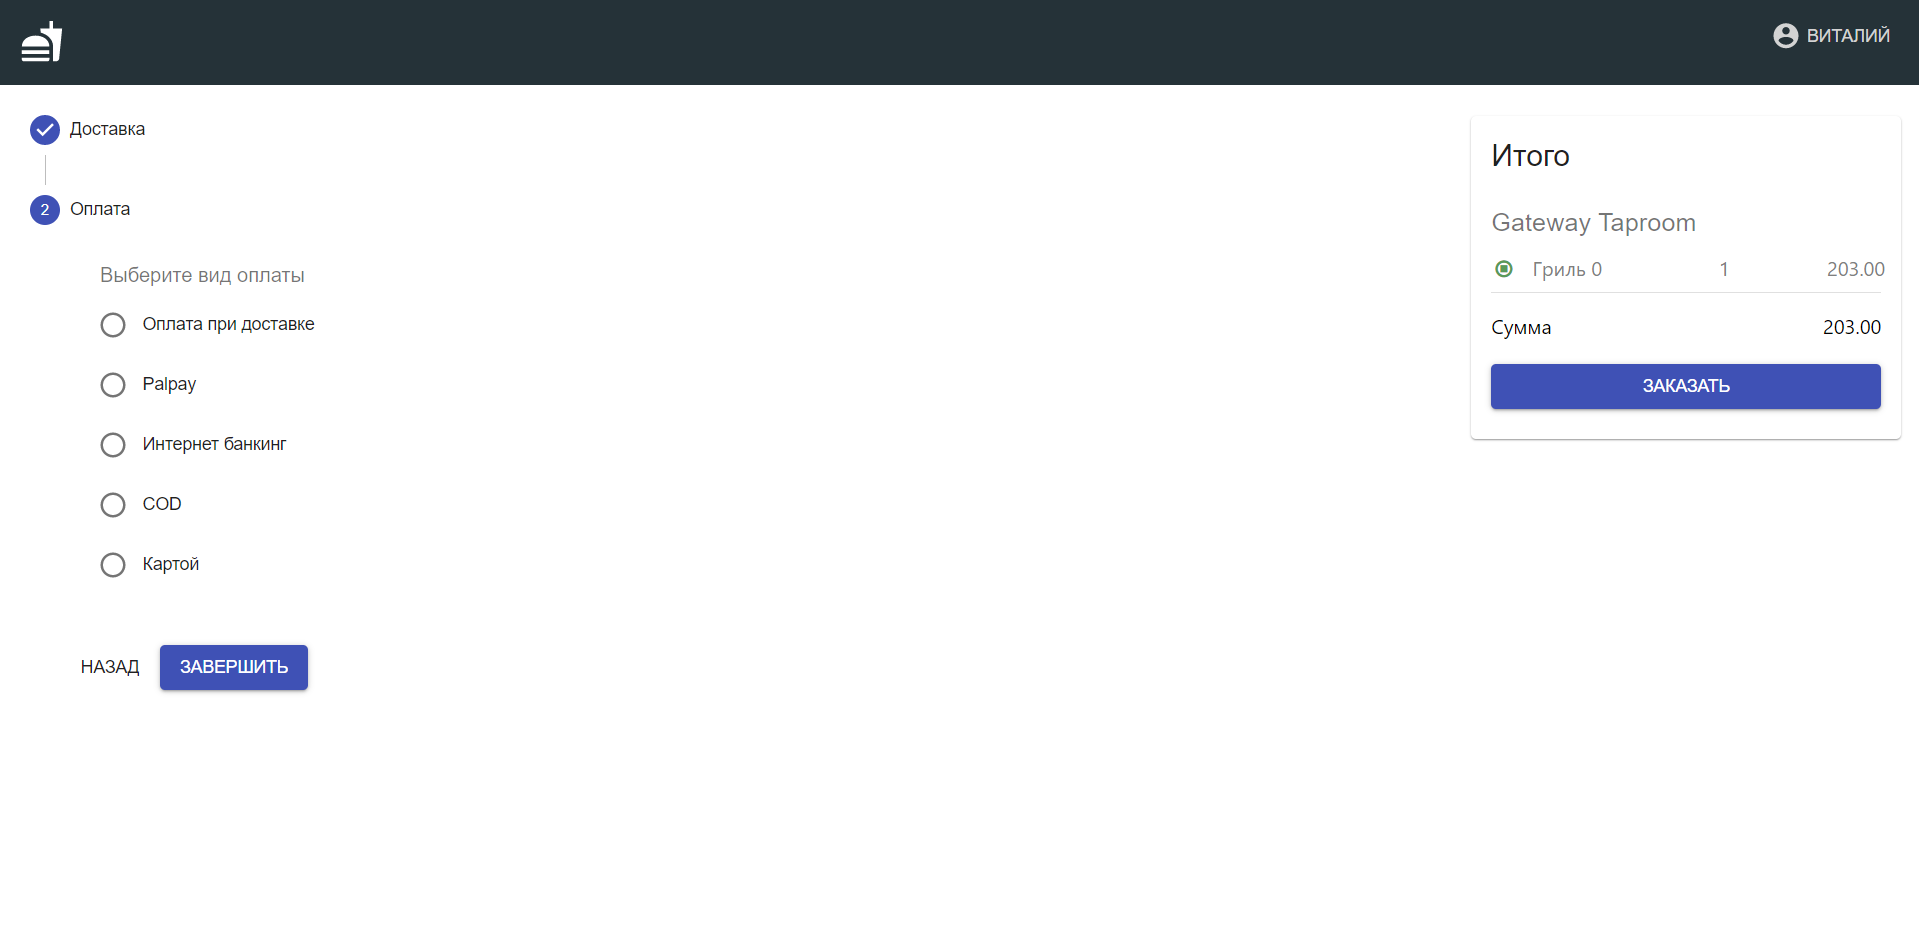 ВИТАЛИЙ
Доставка
2 Оплата
Выберите вид оплаты
Оплата при доставке
Palpay
Интернет банкинг
COD
Картой
НАЗАД ЗАВЕРШИТЬ
Итого
Gateway Taproom
Гриль 0 1 203.00
Сумма 203.00
ЗАКАЗАТЬ